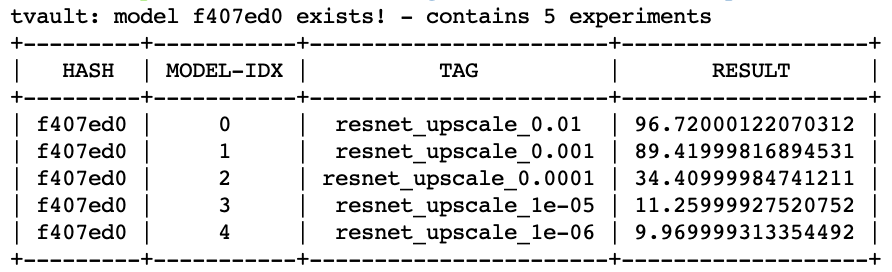 tvault: model f407ed0 exists! - contains 5 experiments
+---------+-----------+-----------------------+-------------------+
| HASH | MODEL-IDX | TAG | RESULT |
+---------+-----------+-----------------------+-------------------+
| f407ed0 | 0 | resnet_upscale_0.01 | 96.72000122070312 |
| f407ed0 | 1 | resnet_upscale_0.001 | 89.41999816894531 |
| f407ed0 | 2 | resnet_upscale_0.0001 | 34.40999984741211 |
| f407ed0 | 3 | resnet_upscale_1e-05 | 11.25999927520752 |
| f407ed0 | 4 | resnet_upscale_1e-06 | 9.969999313354492 |
+---------+-----------+-----------------------+-------------------+